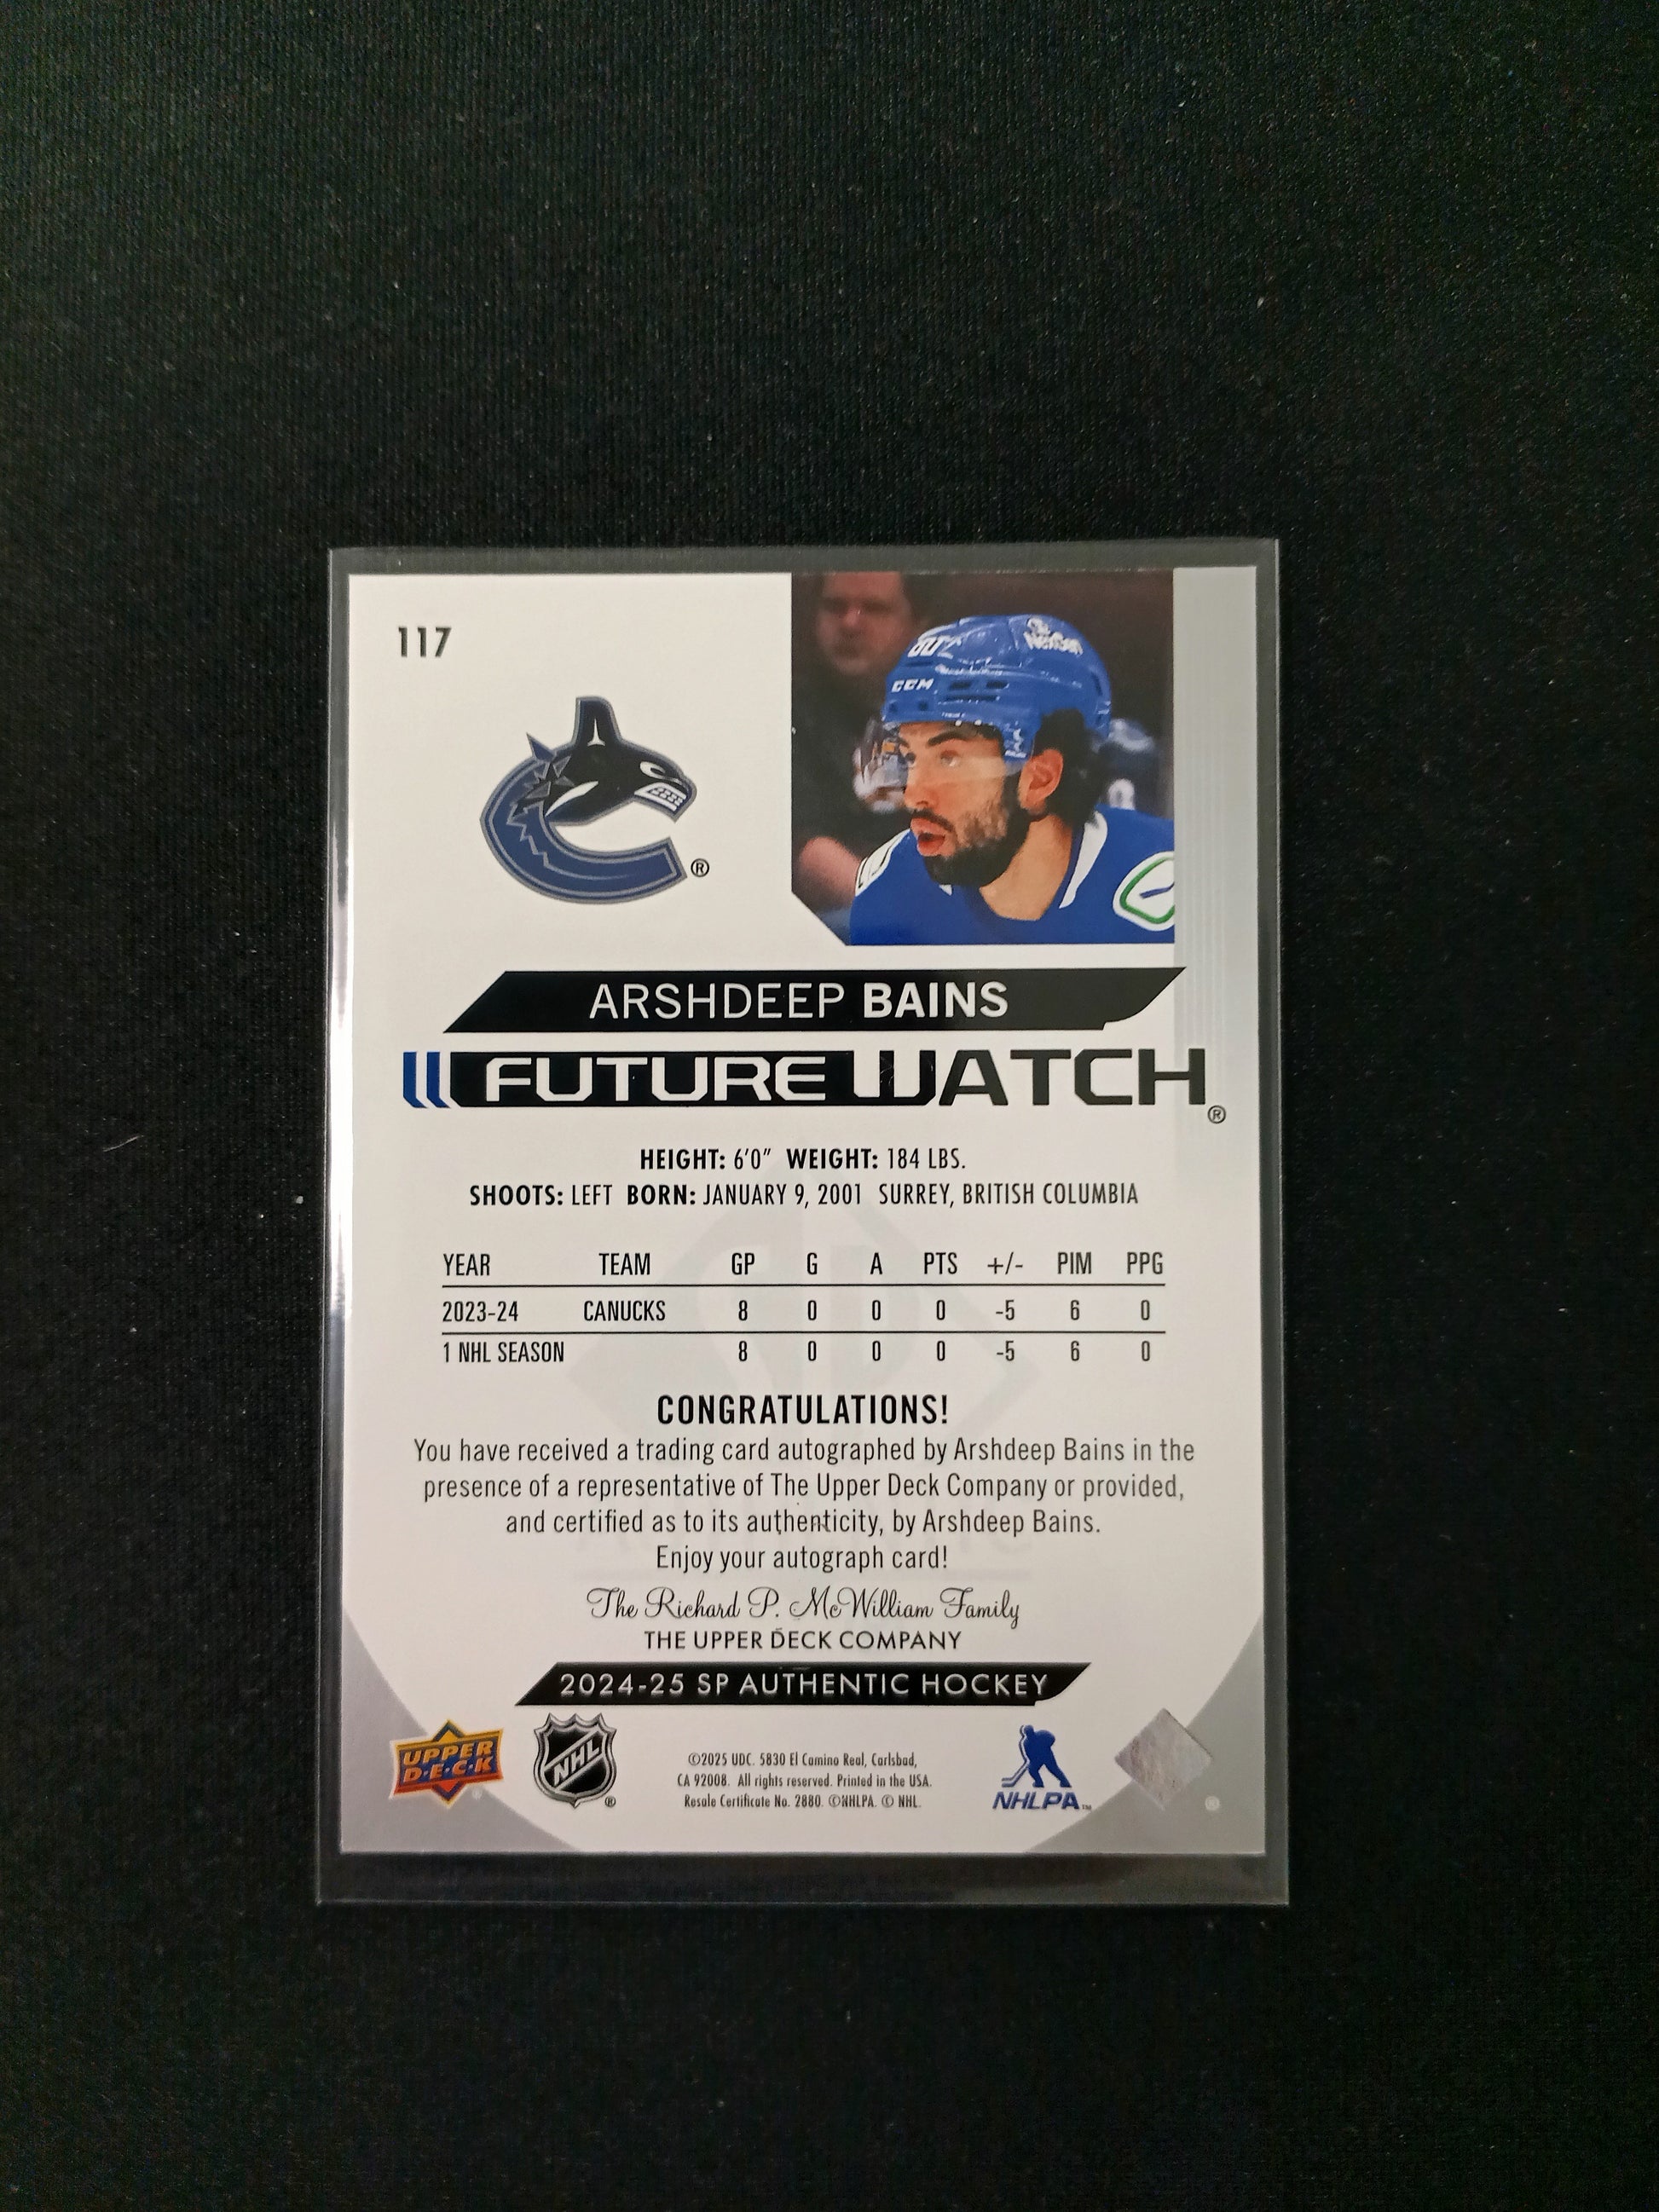 117
80
CCM
®
ARSHDEEP BAINS
FUTURE WATCH®
HEIGHT: 6'0" WEIGHT: 184 LBS.
SHOOTS: LEFT BORN: JANUARY 9, 2001 SURREY, BRITISH COLUMBIA
YEAR TEAM GP G A PTS +/- PIM PPG
2023-24 CANUCKS 8 0 0 0 -5 6 0
1 NHL SEASON 8 0 0 0 -5 6 0
CONGRATULATIONS!
You have received a trading card autographed by Arshdeep Bains in the
presence of a representative of The Upper Deck Company or provided,
and certified as to its authenticity, by Arshdeep Bains.
Enjoy your autograph card!
The Richard P. McWilliam Family
THE UPPER DECK COMPANY
2024-25 SP AUTHENTIC HOCKEY
UPPER
D·E·C·K
NHL
®
©2025 UDC. 5830 El Camino Real, Carlsbad,
CA 92008. All rights reserved. Printed in the USA.
Resale Certificate No. 2880. ©NHLPA. © NHL.
NHLPA™